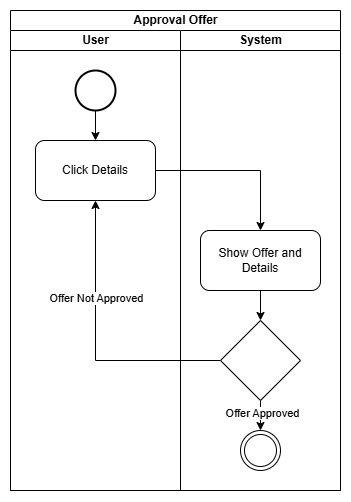 Approval Offer
User
System
Click Details
Show Offer and
Details
Offer Not Approved
Offer Approved